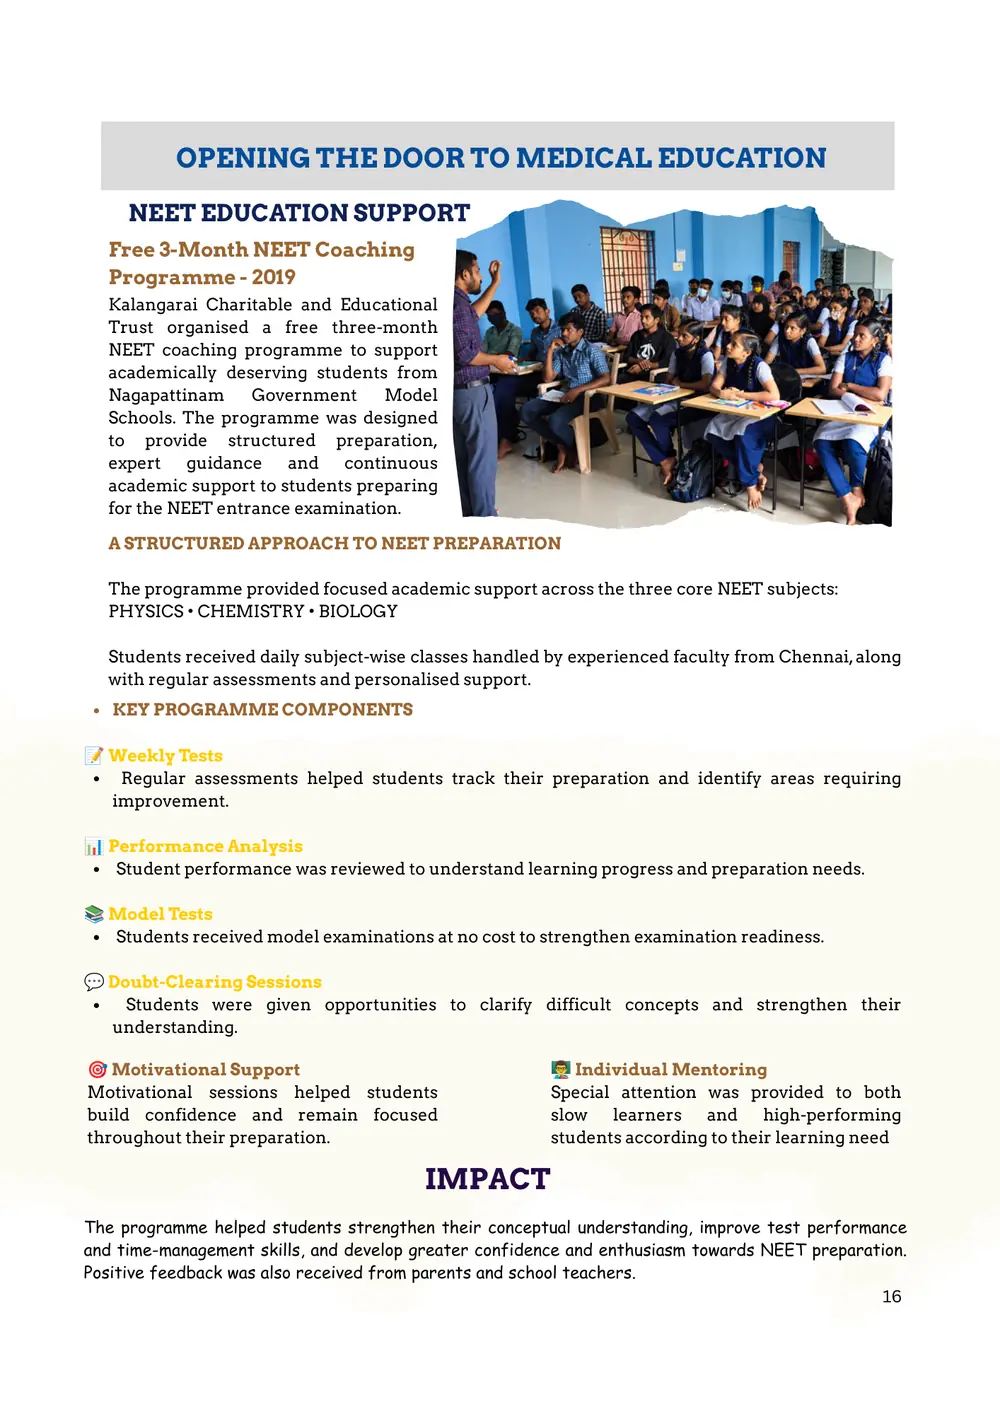 OPENING THE DOOR TO MEDICAL EDUCATION
NEET EDUCATION SUPPORT
Free 3-Month NEET Coaching
Programme - 2019
Kalangarai Charitable and Educational
Trust organised a free three-month
NEET coaching programme to support
academically deserving students from
Nagapattinam Government Model
Schools. The programme was designed
to provide structured preparation,
expert guidance and continuous
academic support to students preparing
for the NEET entrance examination.
A STRUCTURED APPROACH TO NEET PREPARATION
The programme provided focused academic support across the three core NEET subjects:
PHYSICS • CHEMISTRY • BIOLOGY
Students received daily subject-wise classes handled by experienced faculty from Chennai, along
with regular assessments and personalised support.
• KEY PROGRAMME COMPONENTS
📝 Weekly Tests
• Regular assessments helped students track their preparation and identify areas requiring
improvement.
📊 Performance Analysis
• Student performance was reviewed to understand learning progress and preparation needs.
📚 Model Tests
• Students received model examinations at no cost to strengthen examination readiness.
💬 Doubt-Clearing Sessions
• Students were given opportunities to clarify difficult concepts and strengthen their
understanding.
🎯 Motivational Support
Motivational sessions helped students
build confidence and remain focused
throughout their preparation.
👨‍🏫 Individual Mentoring
Special attention was provided to both
slow learners and high-performing
students according to their learning need
IMPACT
The programme helped students strengthen their conceptual understanding, improve test performance
and time-management skills, and develop greater confidence and enthusiasm towards NEET preparation.
Positive feedback was also received from parents and school teachers.
16